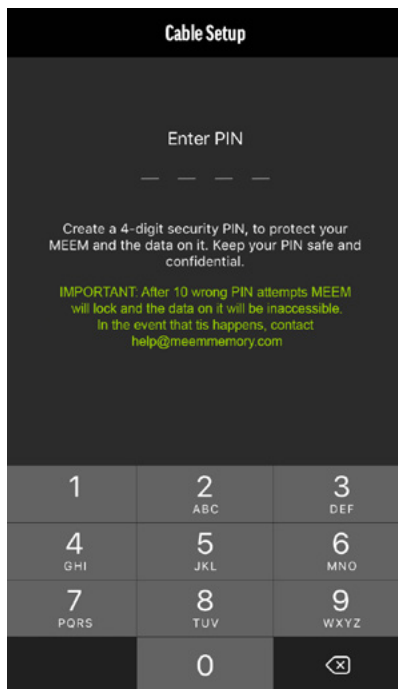 Cable Setup
Enter PIN
Create a 4-digit security PIN, to protect your
MEEM and the data on it. Keep your PIN safe and
confidential.
IMPORTANT: After 10 wrong PIN attempts MEEM
will lock and the data on it will be inaccessible.
In the event that tis happens, contact
help@meemmemory.com
1 2 3
ABC DEF
4 5 6
GHI JKL MNO
7 8 9
PQRS TUV WXYZ
0